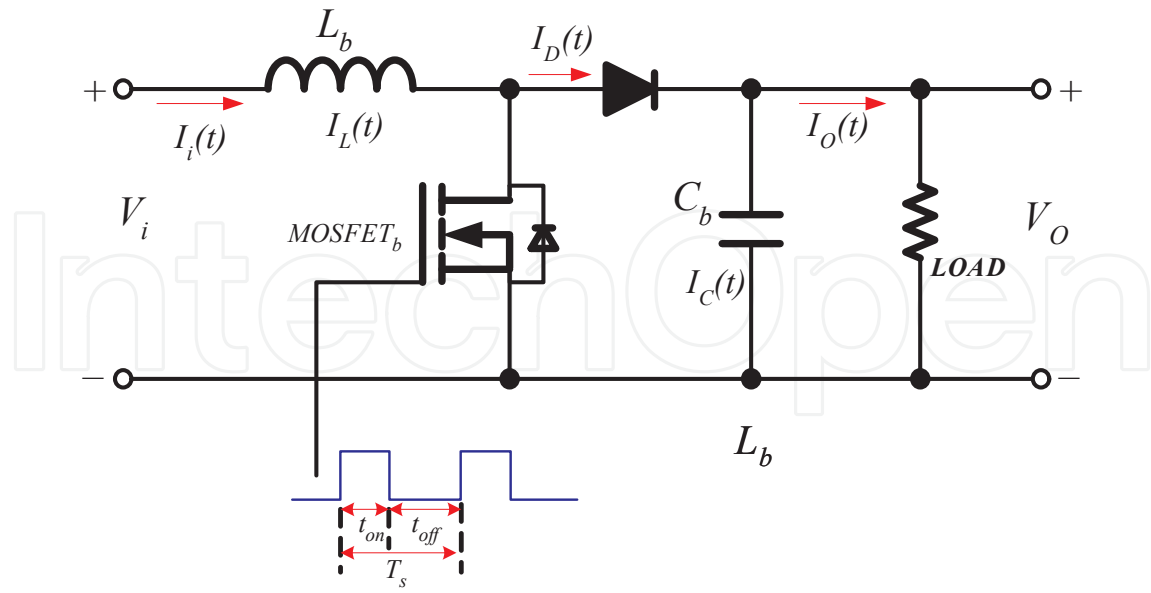 L_b
I_D(t)
+
+
I_i(t)
I_L(t)
I_O(t)
V_i
MOSFET_b
C_b
V_O
LOAD
I_C(t)
IntechOpen
−
−
L_b
t_on
t_off
T_s